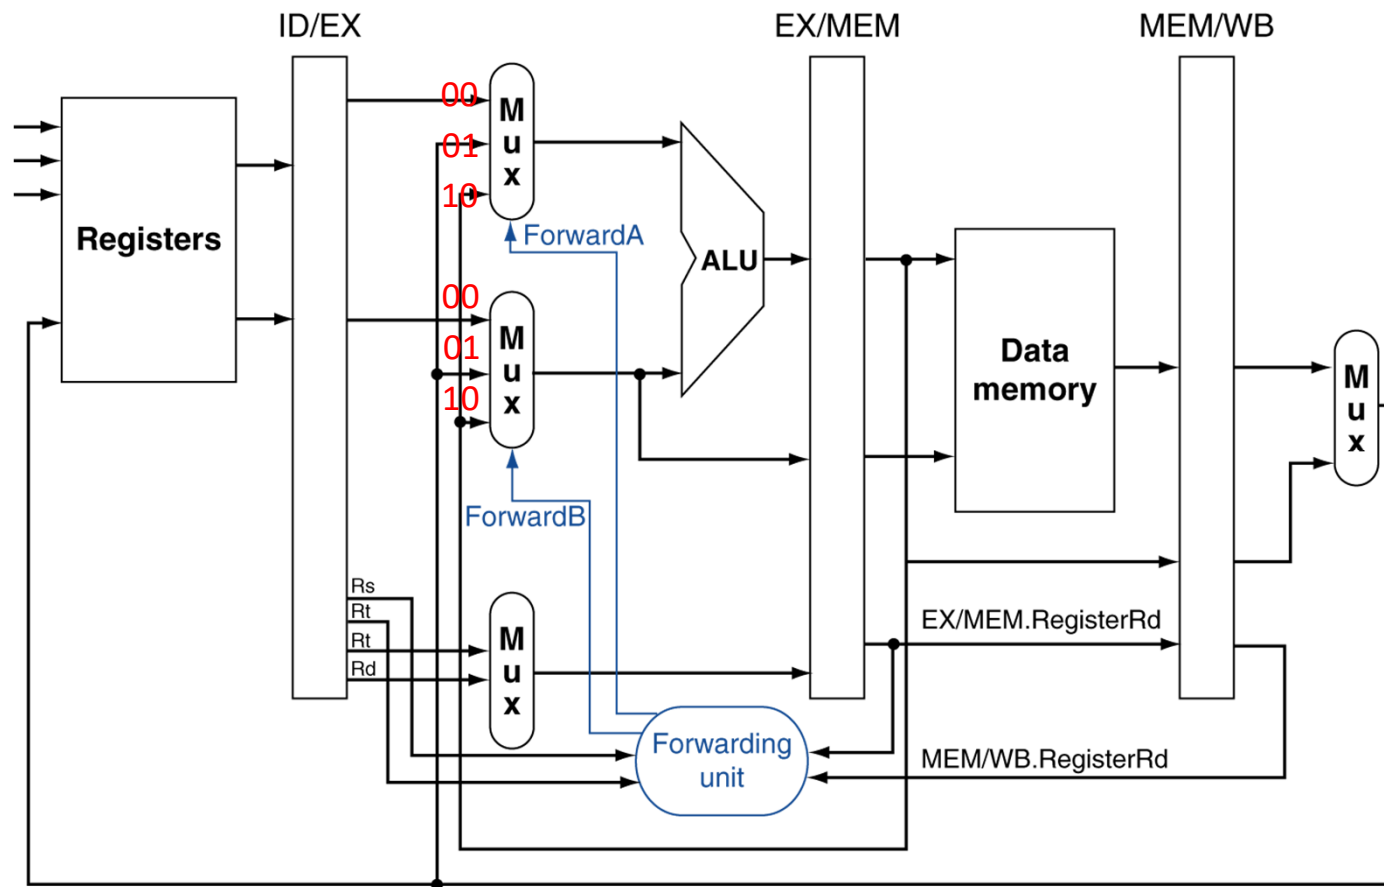 ID/EX
EX/MEM
MEM/WB
00
01
10
Mux
Registers
ForwardA
ALU
00
01
10
Mux
Data
memory
Mux
ForwardB
Rs
Rt
Rt
Rd
Mux
EX/MEM.RegisterRd
Forwarding
unit
MEM/WB.RegisterRd